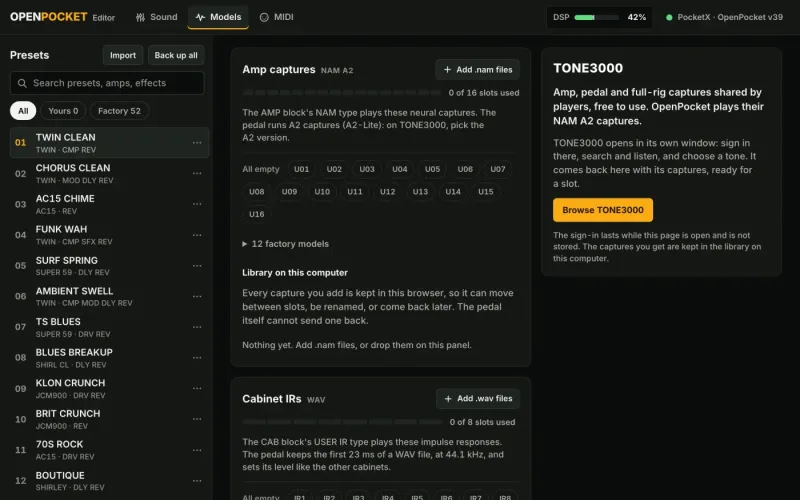 OPENPOCKET Editor
Sound
Models
MIDI
DSP 42%
PocketX · OpenPocket v39
Presets
Import
Back up all
Search presets, amps, effects
All
Yours 0
Factory 52
01 TWIN CLEAN
TWIN · CMP REV
02 CHORUS CLEAN
TWIN · MOD DLY REV
03 AC15 CHIME
AC15 · REV
04 FUNK WAH
TWIN · CMP SFX REV
05 SURF SPRING
SUPER 59 · DLY REV
06 AMBIENT SWELL
TWIN · CMP MOD DLY REV
07 TS BLUES
SUPER 59 · DRV REV
08 BLUES BREAKUP
SHIRL CL · DLY REV
09 KLON CRUNCH
JCM900 · DRV REV
10 BRIT CRUNCH
JCM900 · REV
11 70S ROCK
AC15 · DRV REV
12 BOUTIQUE
SHIRLEY · DLY REV
Amp captures NAM A2
+ Add .nam files
0 of 16 slots used
The AMP block's NAM type plays these neural captures. The
pedal runs A2 captures (A2-Lite): on TONE3000, pick the
A2 version.
All empty U01 U02 U03 U04 U05 U06 U07
U08 U09 U10 U11 U12 U13 U14 U15
U16
12 factory models
Library on this computer
Every capture you add is kept in this browser, so it can move
between slots, be renamed, or come back later. The pedal
itself cannot send one back.
Nothing yet. Add .nam files, or drop them on this panel.
Cabinet IRs WAV
+ Add .wav files
0 of 8 slots used
The CAB block's USER IR type plays these impulse responses.
The pedal keeps the first 23 ms of a WAV file, at 44.1 kHz, and
sets its level like the other cabinets.
All empty IR1 IR2 IR3 IR4 IR5 IR6 IR7 IR8
TONE3000
Amp, pedal and full-rig captures shared by
players, free to use. OpenPocket plays their
NAM A2 captures.
TONE3000 opens in its own window: sign in
there, search and listen, and choose a tone. It
comes back here with its captures, ready for
a slot.
Browse TONE3000
The sign-in lasts while this page is open and is not
stored. The captures you get are kept in the library on
this computer.